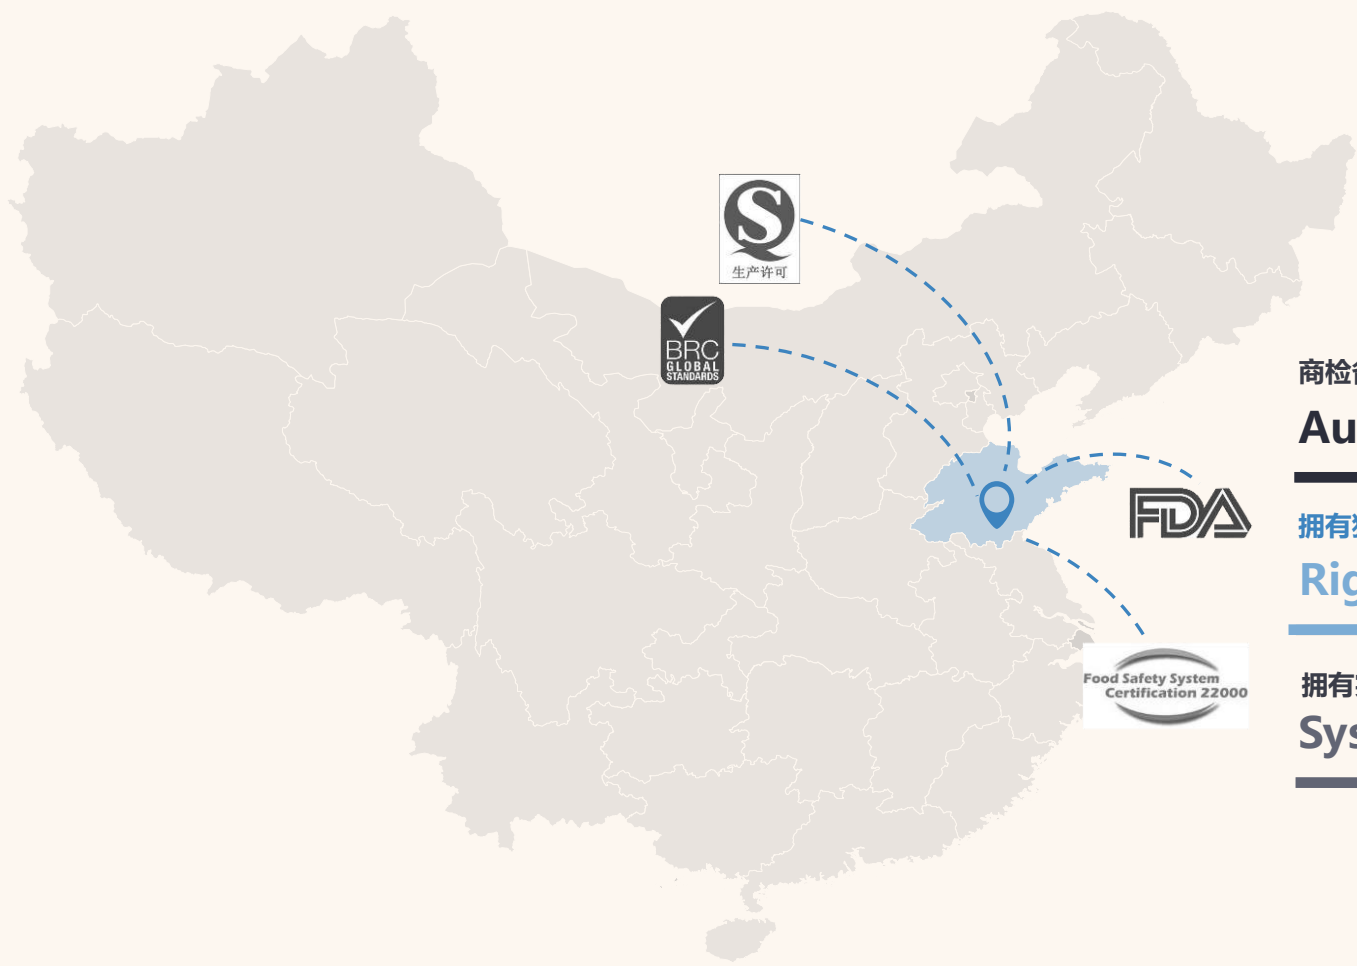 S
生产许可
BRC
GLOBAL
STANDARDS
FDA
Food Safety System
Certification 22000
商检
Au
拥有
Rig
拥有
Sys